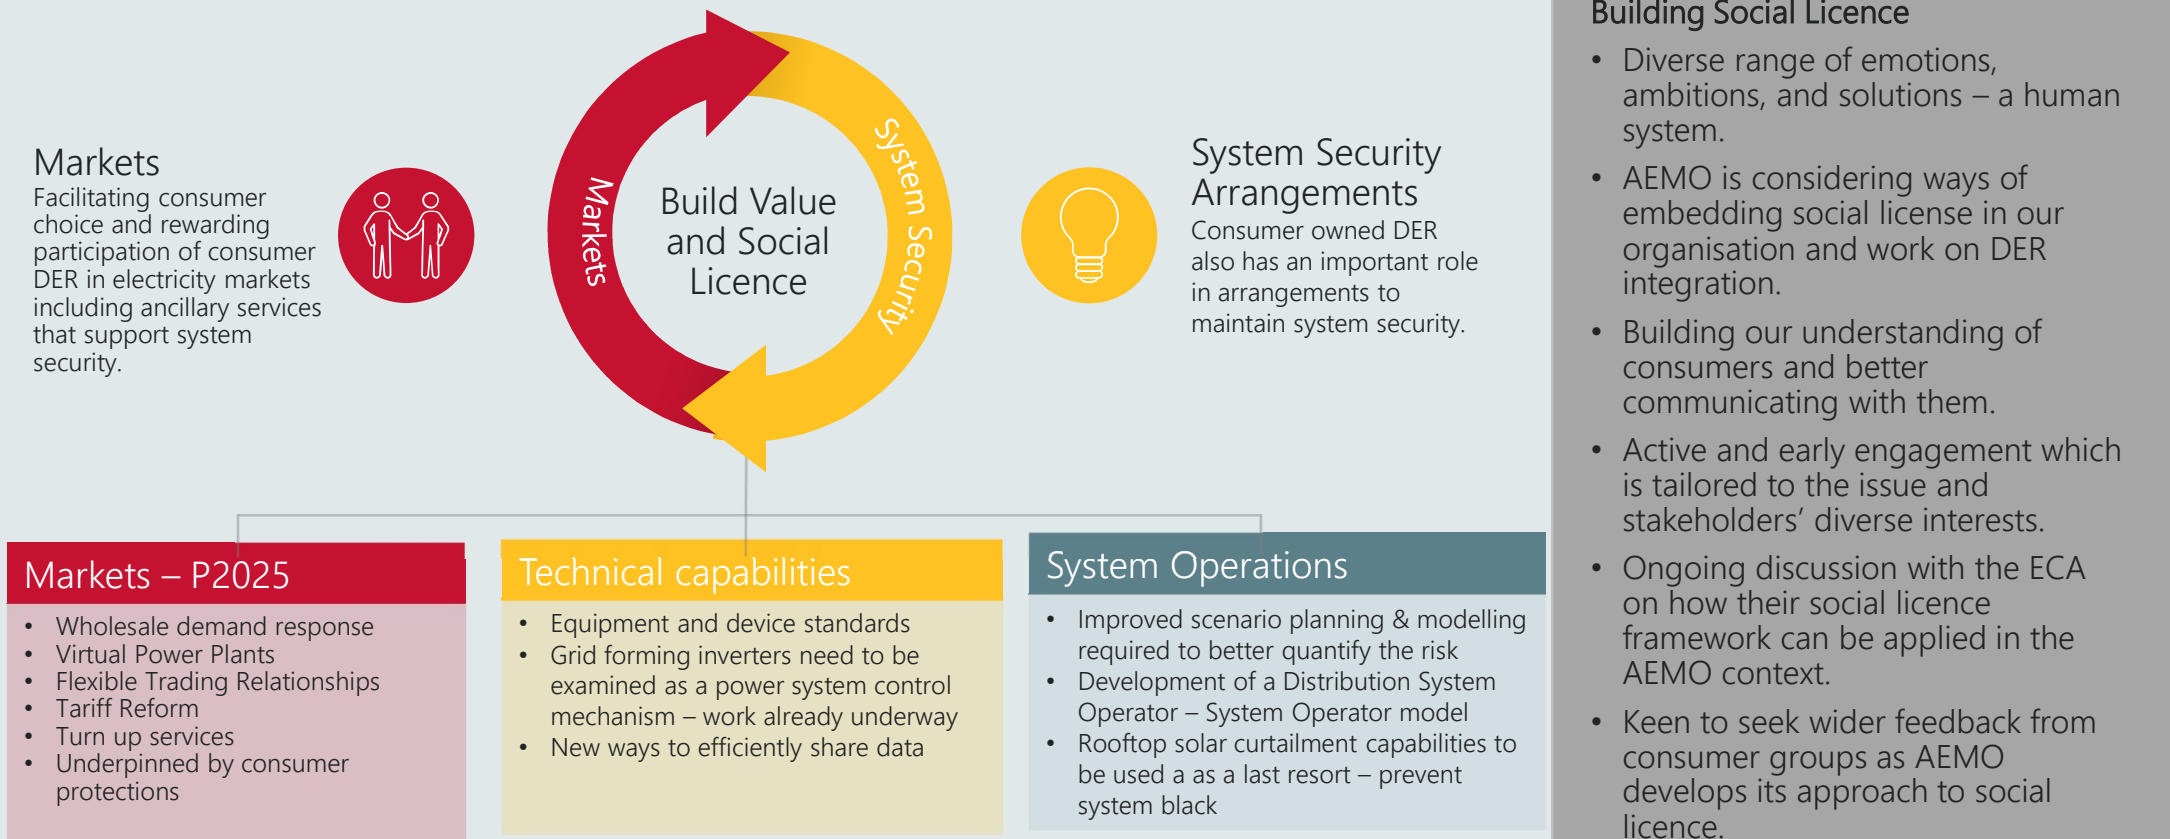 Markets
Facilitating consumer
choice and rewarding
participation of consumer
DER in electricity markets
including ancillary services
that support system
security.
Markets
Build Value
and Social
Licence
System Security
System Security
Arrangements
Consumer owned DER
also has an important role
in arrangements to
maintain system security.
Markets – P2025
• Wholesale demand response
• Virtual Power Plants
• Flexible Trading Relationships
• Tariff Reform
• Turn up services
• Underpinned by consumer
protections
Technical capabilities
• Equipment and device standards
• Grid forming inverters need to be
examined as a power system control
mechanism – work already underway
• New ways to efficiently share data
System Operations
• Improved scenario planning & modelling
required to better quantify the risk
• Development of a Distribution System
Operator – System Operator model
• Rooftop solar curtailment capabilities to
be used a as a last resort – prevent
system black
Building Social Licence
• Diverse range of emotions,
ambitions, and solutions – a human
system.
• AEMO is considering ways of
embedding social license in our
organisation and work on DER
integration.
• Building our understanding of
consumers and better
communicating with them.
• Active and early engagement which
is tailored to the issue and
stakeholders’ diverse interests.
• Ongoing discussion with the ECA
on how their social licence
framework can be applied in the
AEMO context.
• Keen to seek wider feedback from
consumer groups as AEMO
develops its approach to social
licence.